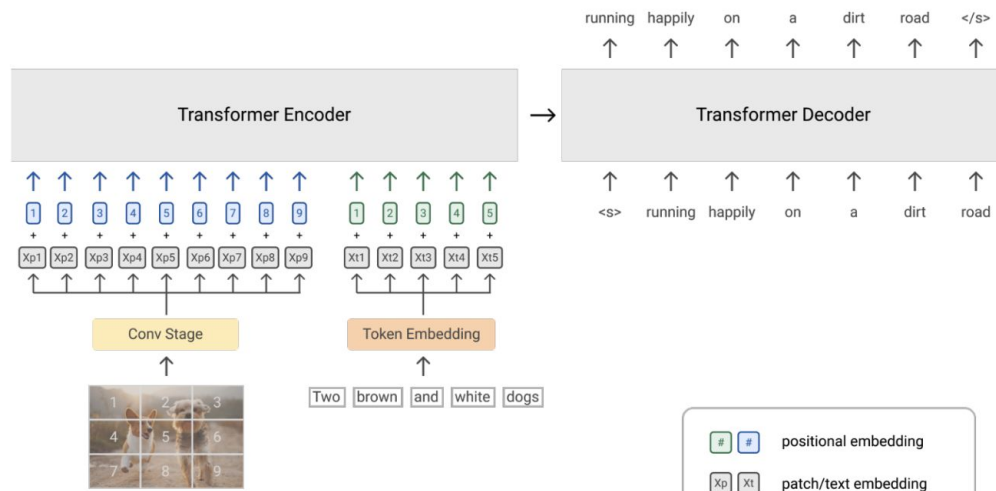 running happily on a dirt road </s>
Transformer Encoder
Transformer Decoder
1 2 3 4 5 6 7 8 9
1 2 3 4 5
<s> running happily on a dirt road
+ + + + + + + + +
+ + + + +
Xp1 Xp2 Xp3 Xp4 Xp5 Xp6 Xp7 Xp8 Xp9
Xt1 Xt2 Xt3 Xt4 Xt5
Conv Stage
Token Embedding
Two brown and white dogs
1 2 3
4 5 6
7 8 9
# # positional embedding
Xp Xt patch/text embedding